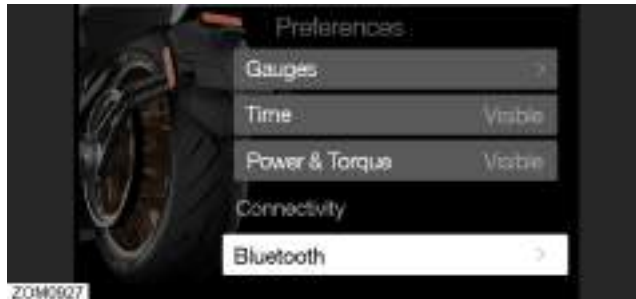 Preferences
Gauges >
Time Visible
Power & Torque Visible
Connectivity
Bluetooth >
ZOM0927